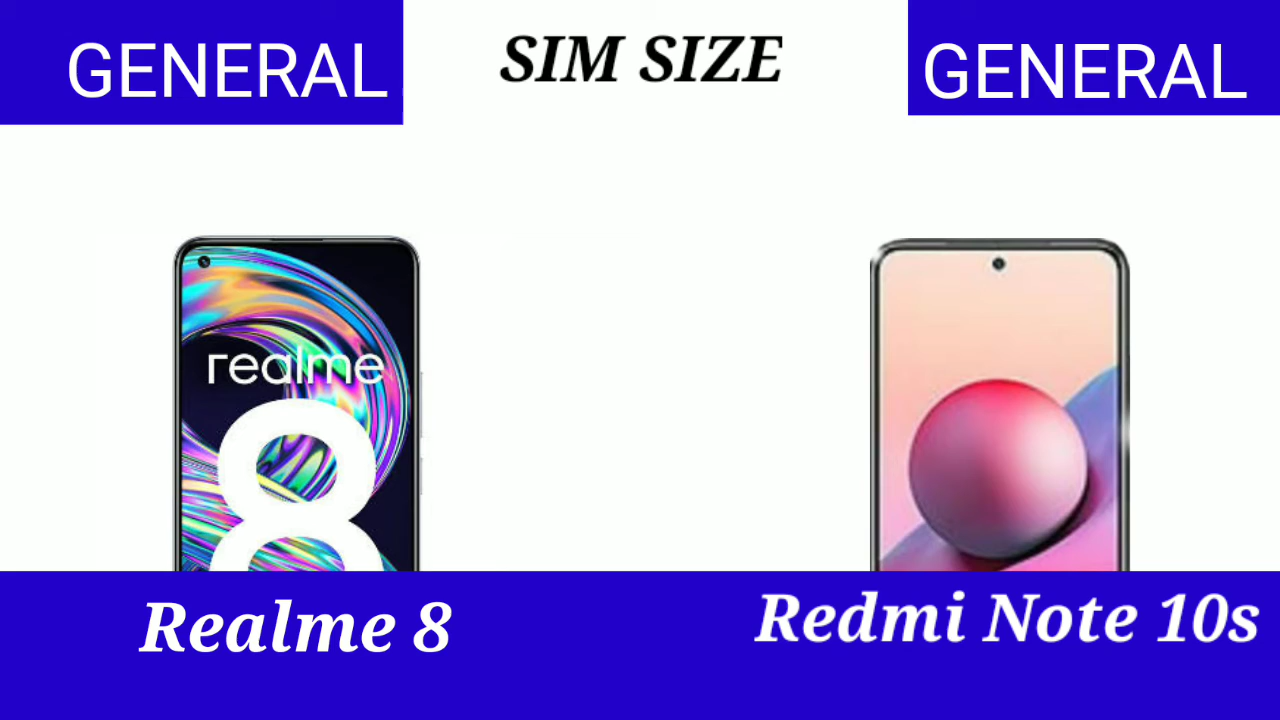 GENERAL
SIM SIZE
GENERAL
realme
8
Realme 8
Redmi Note 10s